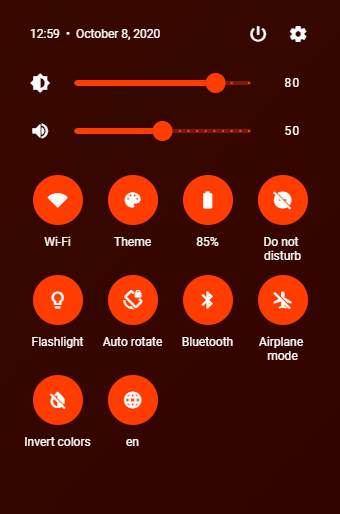 12:59 • October 8, 2020
80
50
Wi-Fi
Theme
85%
Do not
disturb
Flashlight
Auto rotate
Bluetooth
Airplane
mode
Invert colors
en